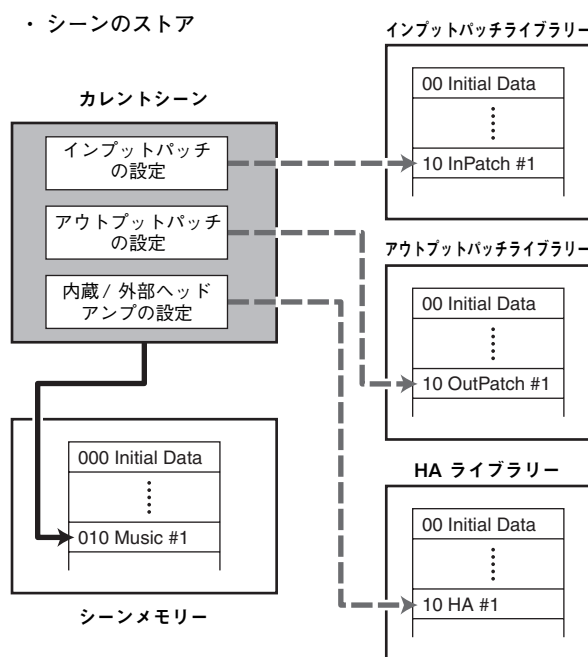 ・ シーンのストア
カレントシーン
インプットパッチ
の設定
アウトプットパッチ
の設定
内蔵 / 外部ヘッド
アンプの設定
000 Initial Data
010 Music #1
シーンメモリー
インプットパッチライブラリー
00 Initial Data
10 InPatch #1
アウトプットパッチライブラリー
00 Initial Data
10 OutPatch #1
HA ライブラリー
00 Initial Data
10 HA #1